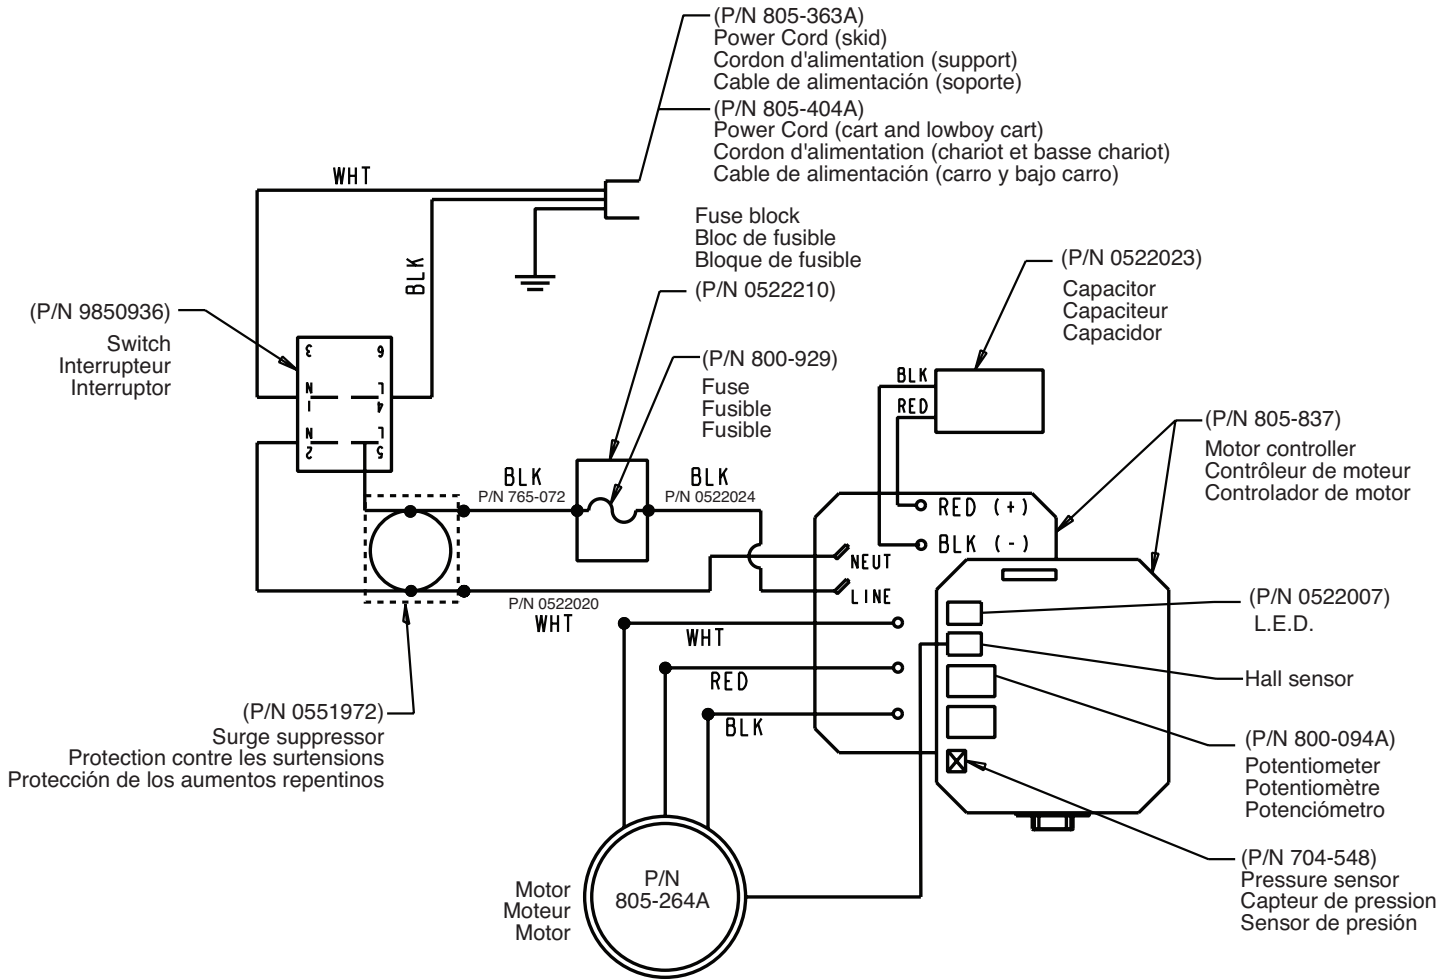 (P/N 805-363A)
Power Cord (skid)
Cordon d'alimentation (support)
Cable de alimentación (soporte)
(P/N 805-404A)
Power Cord (cart and lowboy cart)
Cordon d'alimentation (chariot et basse chariot)
Cable de alimentación (carro y bajo carro)
WHT
BLK
Fuse block
Bloc de fusible
Bloque de fusible
(P/N 0522210)
(P/N 0522023)
Capacitor
Capaciteur
Capacidor
(P/N 9850936)
Switch
Interrupteur
Interruptor
3 6
N L
1 4
N L
2 5
(P/N 800-929)
Fuse
Fusible
Fusible
BLK
RED
(P/N 805-837)
Motor controller
Contrôleur de moteur
Controlador de motor
BLK
P/N 765-072
BLK
P/N 0522024
RED (+)
BLK (-)
NEUT
LINE
P/N 0522020
WHT
(P/N 0522007)
L.E.D.
WHT
RED
BLK
Hall sensor
(P/N 0551972)
Surge suppressor
Protection contre les surtensions
Protección de los aumentos repentinos
(P/N 800-094A)
Potentiometer
Potentiomètre
Potenciómetro
(P/N 704-548)
Pressure sensor
Capteur de pression
Sensor de presión
Motor
Moteur
Motor
P/N
805-264A